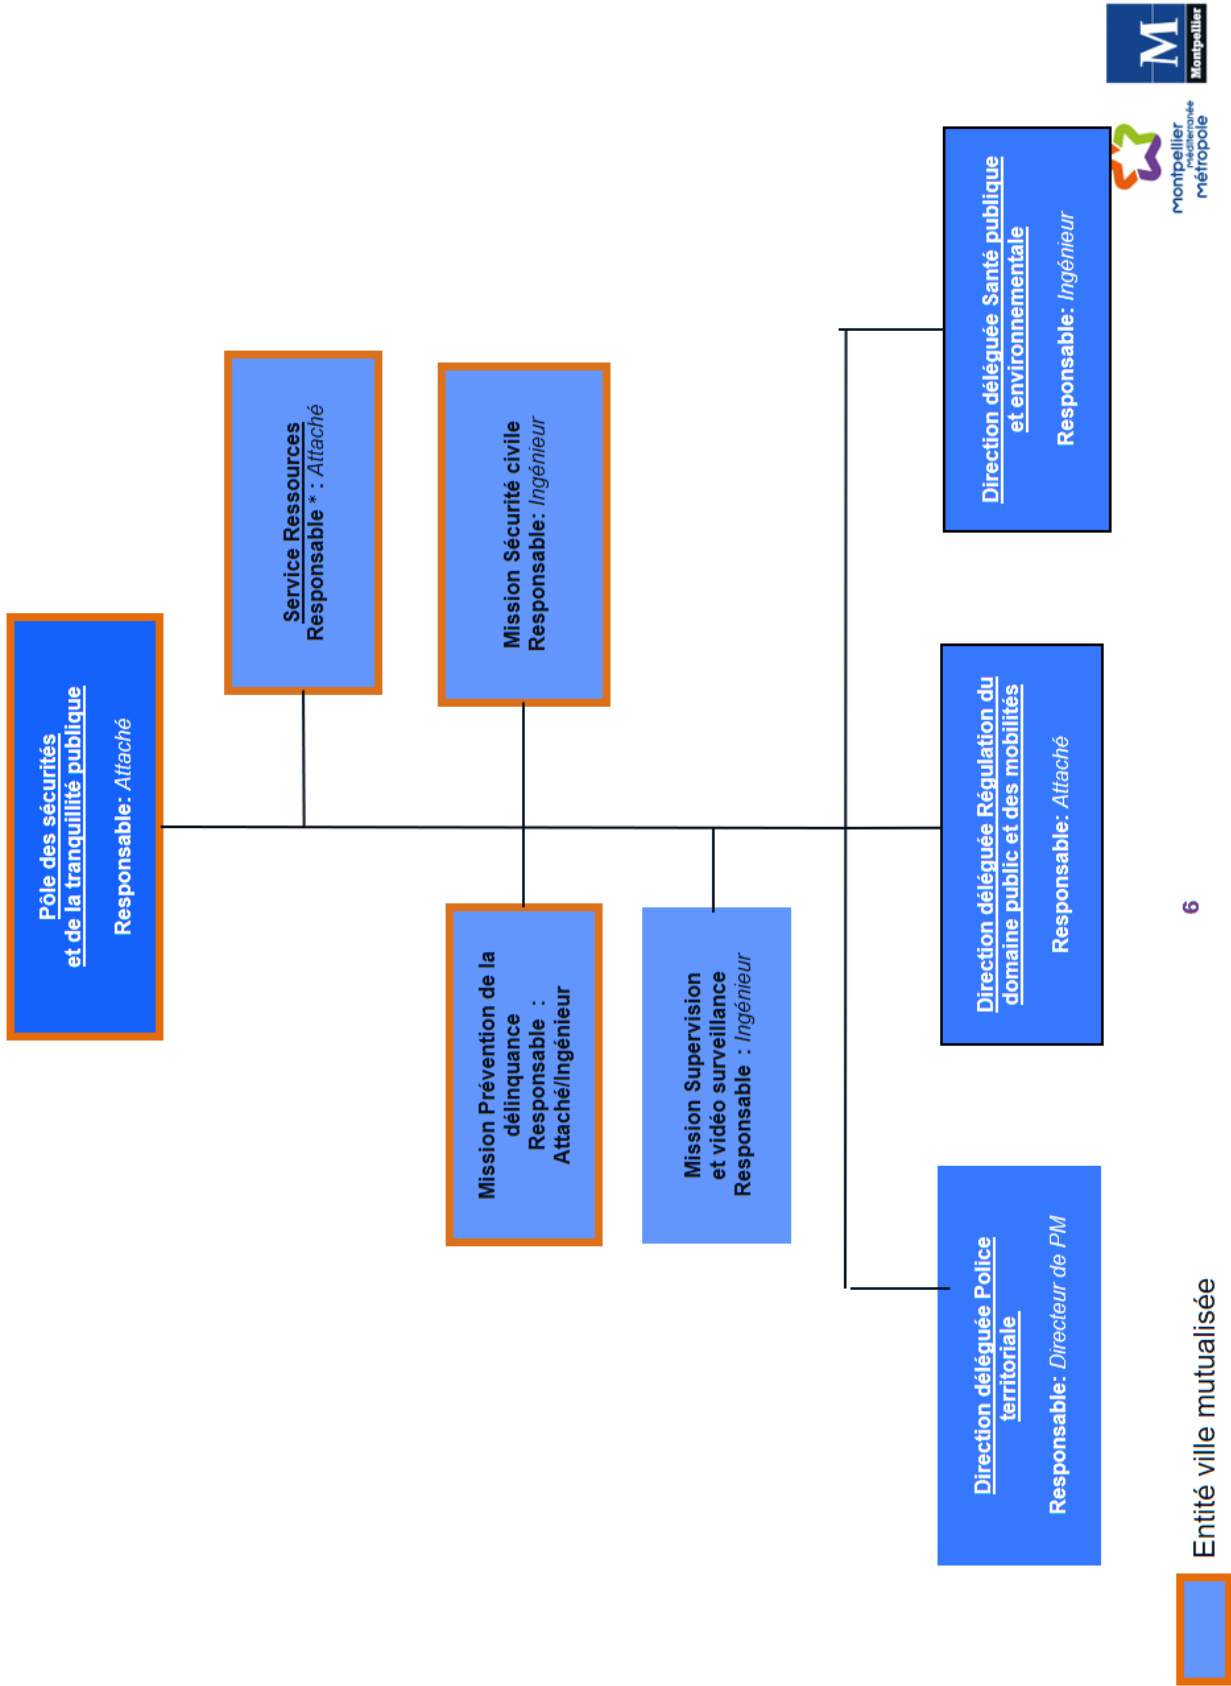 Pôle des sécurités
et de la tranquillité publique
Responsable: Attaché
Service Ressources
Responsable * : Attaché
Mission Prévention de la
délinquance
Responsable :
Attaché/Ingénieur
Mission Sécurité civile
Responsable: Ingénieur
Mission Supervision
et vidéo surveillance
Responsable : Ingénieur
Direction déléguée Police
territoriale
Responsable: Directeur de PM
Direction déléguée Régulation du
domaine public et des mobilités
Responsable: Attaché
Direction déléguée Santé publique
et environnementale
Responsable: Ingénieur
Entité ville mutualisée
6
montpellier
Méditerranée
métropole
M
Montpellier